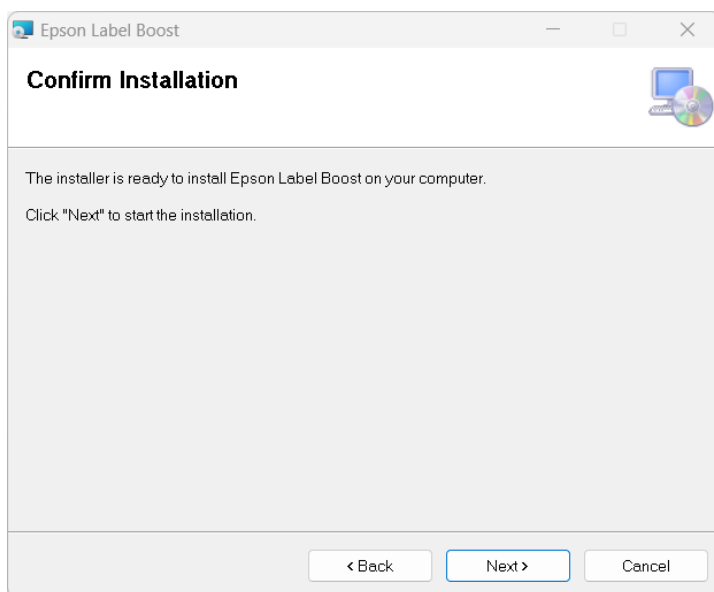 Epson Label Boost
Confirm Installation
The installer is ready to install Epson Label Boost on your computer.
Click "Next" to start the installation.
< Back
Next >
Cancel